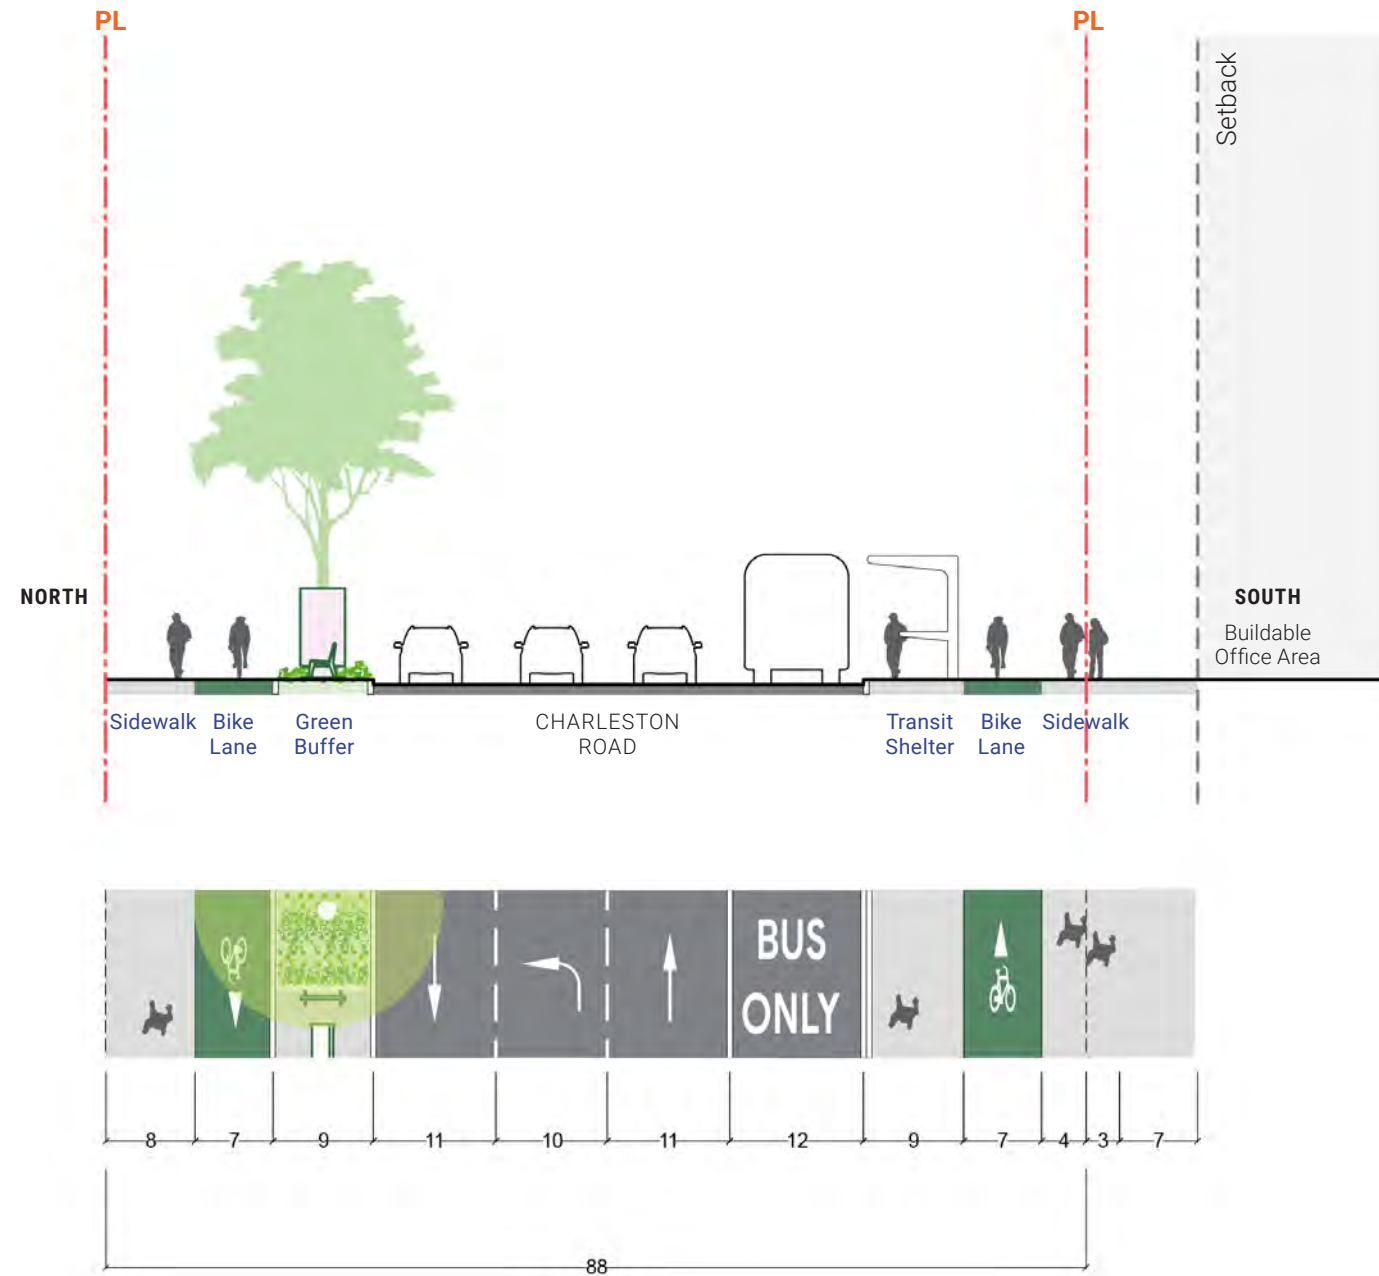 PL
PL
Setback
NORTH
SOUTH
Buildable
Office Area
Sidewalk
Bike
Lane
Green
Buffer
CHARLESTON
ROAD
Transit
Shelter
Bike
Lane
Sidewalk
BUS
ONLY
8 7 9 11 10 11 12 9 7 4 3 7
88